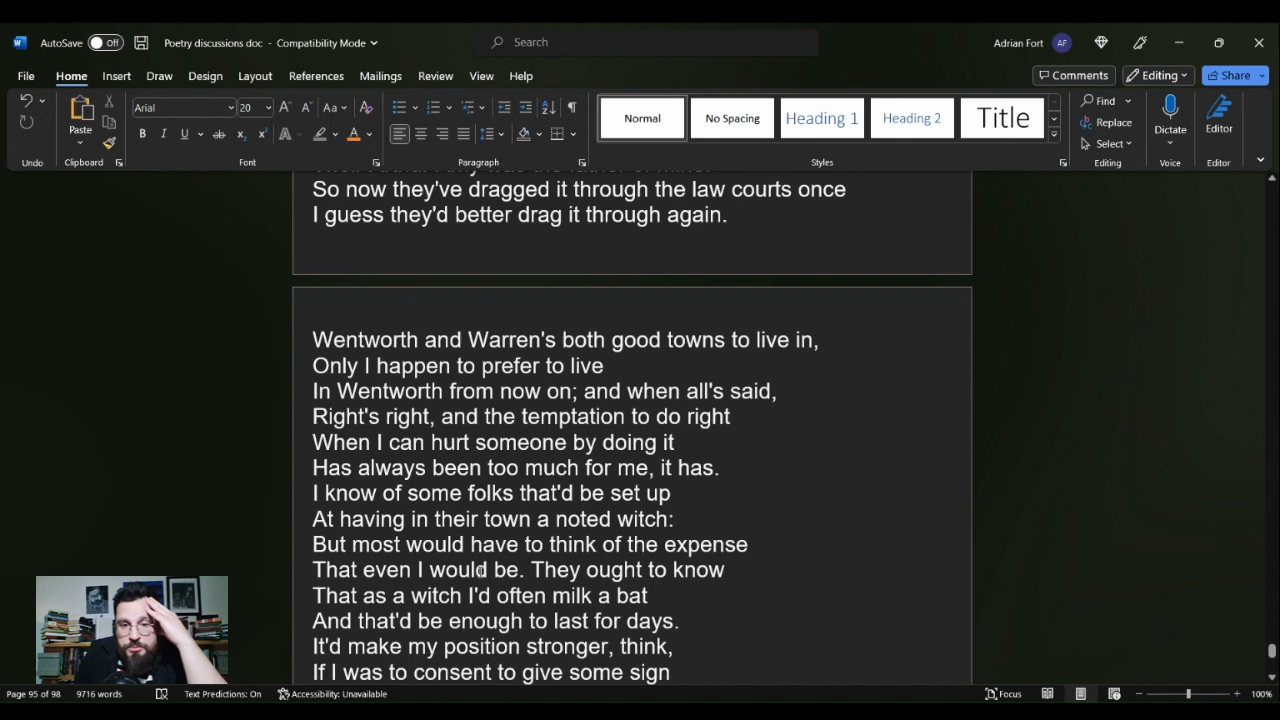 AutoSave Off Poetry discussions doc - Compatibility Mode Search Adrian Fort AF
File Home Insert Draw Design Layout References Mailings Review View Help Comments Editing Share
Arial 20 Aa Normal No Spacing Heading 1 Heading 2 Title Find
Paste Replace Dictate Editor
B I U ab x2 x2 A A Select
Undo Clipboard Font Paragraph Styles Editing Voice Editor
So now they've dragged it through the law courts once
I guess they'd better drag it through again.
Wentworth and Warren's both good towns to live in,
Only I happen to prefer to live
In Wentworth from now on; and when all's said,
Right's right, and the temptation to do right
When I can hurt someone by doing it
Has always been too much for me, it has.
I know of some folks that'd be set up
At having in their town a noted witch:
But most would have to think of the expense
That even I would be. They ought to know
That as a witch I'd often milk a bat
And that'd be enough to last for days.
It'd make my position stronger, think,
If I was to consent to give some sign
Page 95 of 98 9716 words Text Predictions: On Accessibility: Unavailable Focus 100%